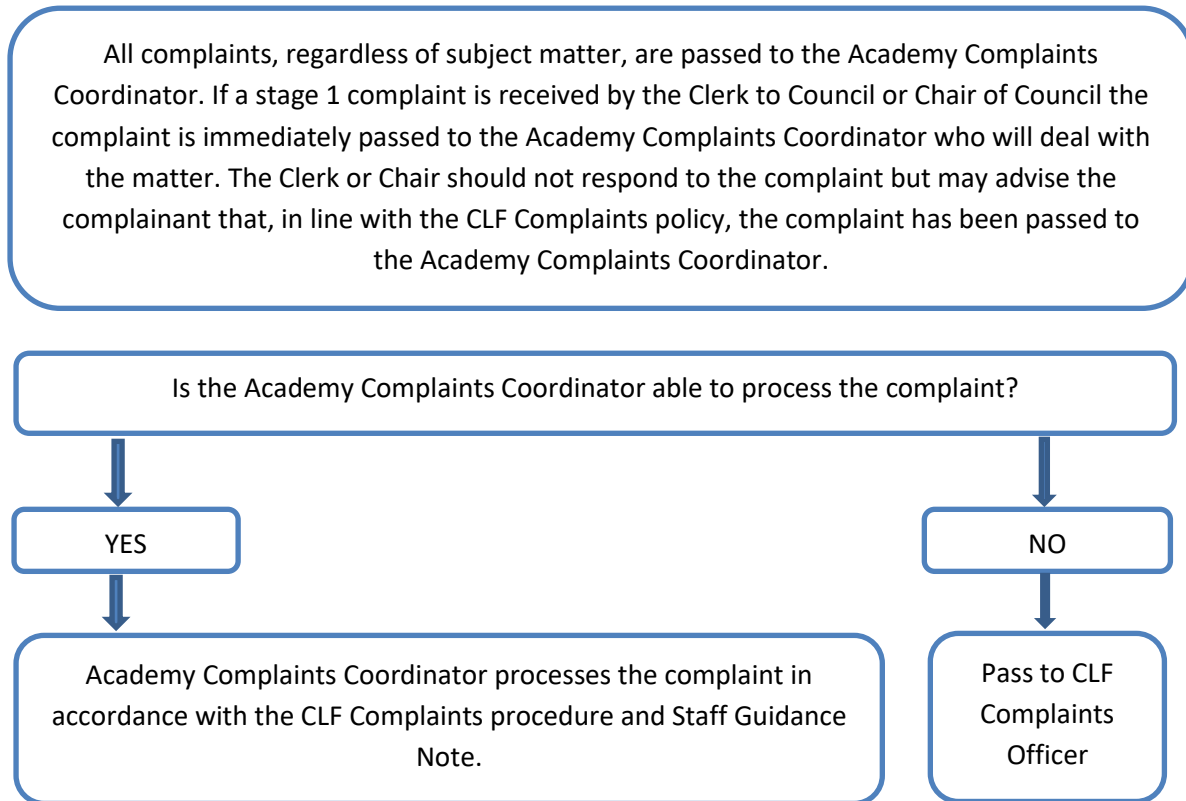 All complaints, regardless of subject matter, are passed to the Academy Complaints
Coordinator. If a stage 1 complaint is received by the Clerk to Council or Chair of Council the
complaint is immediately passed to the Academy Complaints Coordinator who will deal with
the matter. The Clerk or Chair should not respond to the complaint but may advise the
complainant that, in line with the CLF Complaints policy, the complaint has been passed to
the Academy Complaints Coordinator.
Is the Academy Complaints Coordinator able to process the complaint?
YES
NO
Academy Complaints Coordinator processes the complaint in
accordance with the CLF Complaints procedure and Staff Guidance
Note.
Pass to CLF
Complaints
Officer